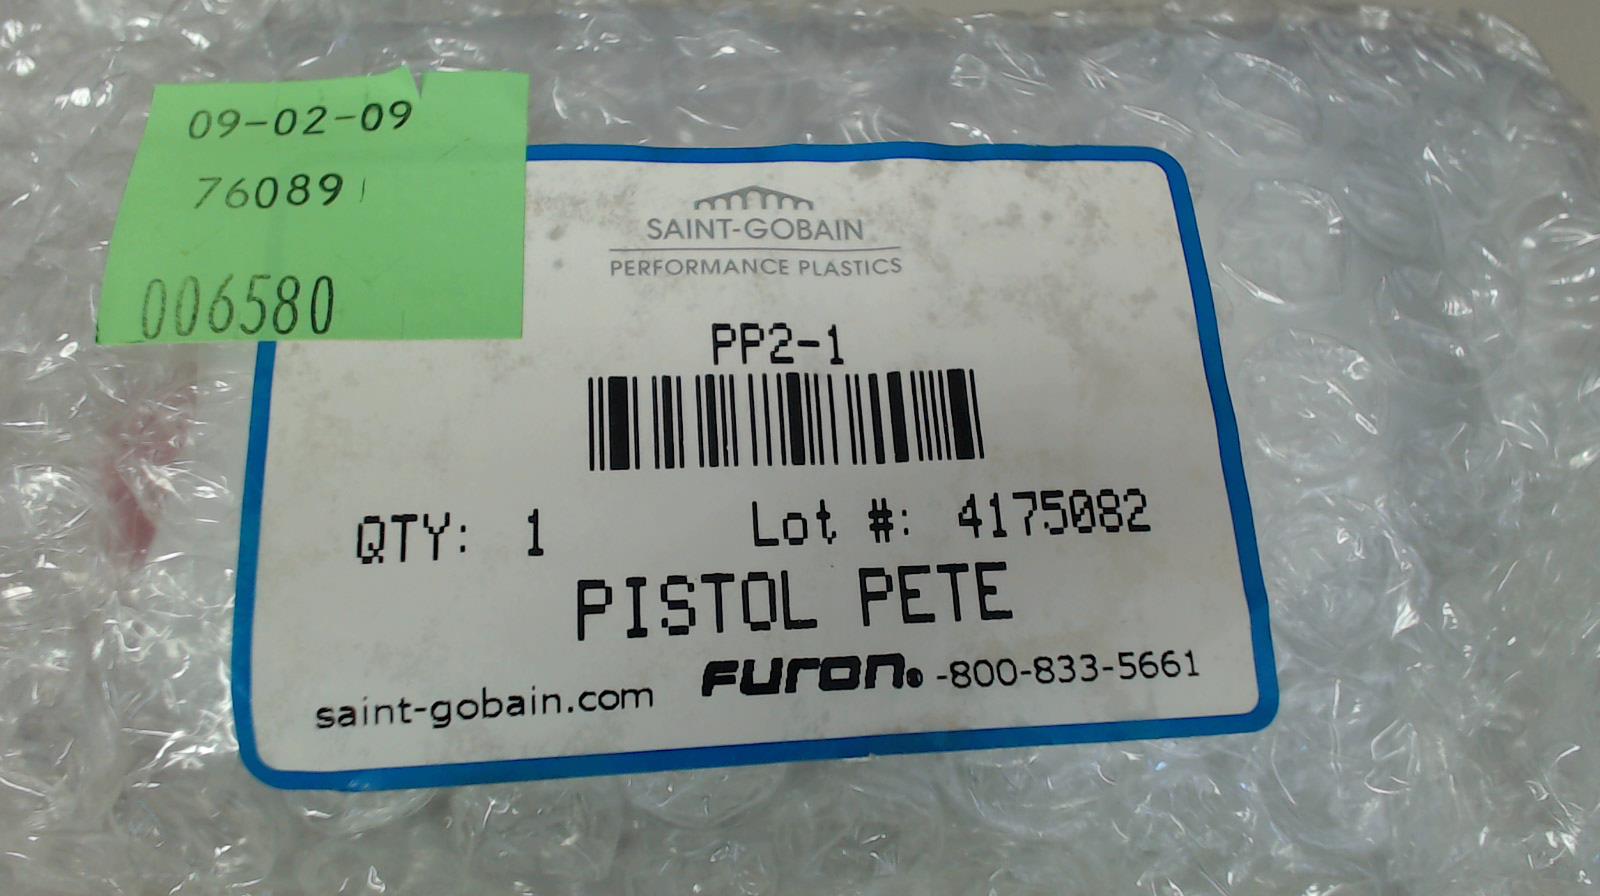 09-02-09
76089
006580
SAINT-GOBAIN
PERFORMANCE PLASTICS
PP2-1
QTY: 1 Lot #: 4175082
PISTOL PETE
saint-gobain.com FURON® -800-833-5661